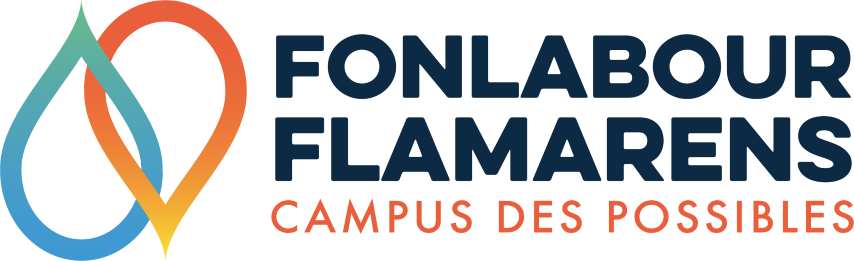 FONLABOUR
FLAMARENS
CAMPUS DES POSSIBLES